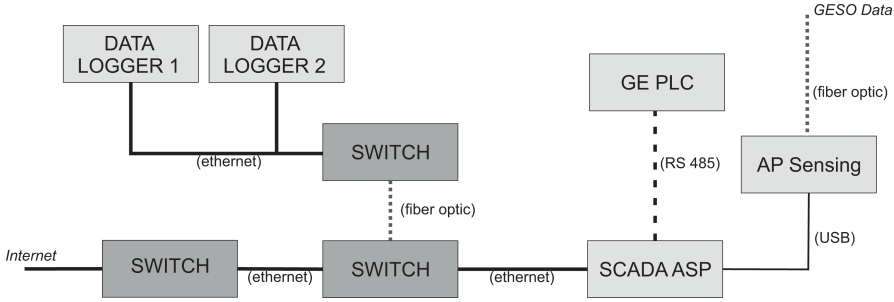 GESO Data
DATA
LOGGER 1
DATA
LOGGER 2
GE PLC
(fiber optic)
(ethernet)
SWITCH
(RS 485)
AP Sensing
(fiber optic)
(USB)
Internet
SWITCH
(ethernet)
SWITCH
(ethernet)
SCADA ASP